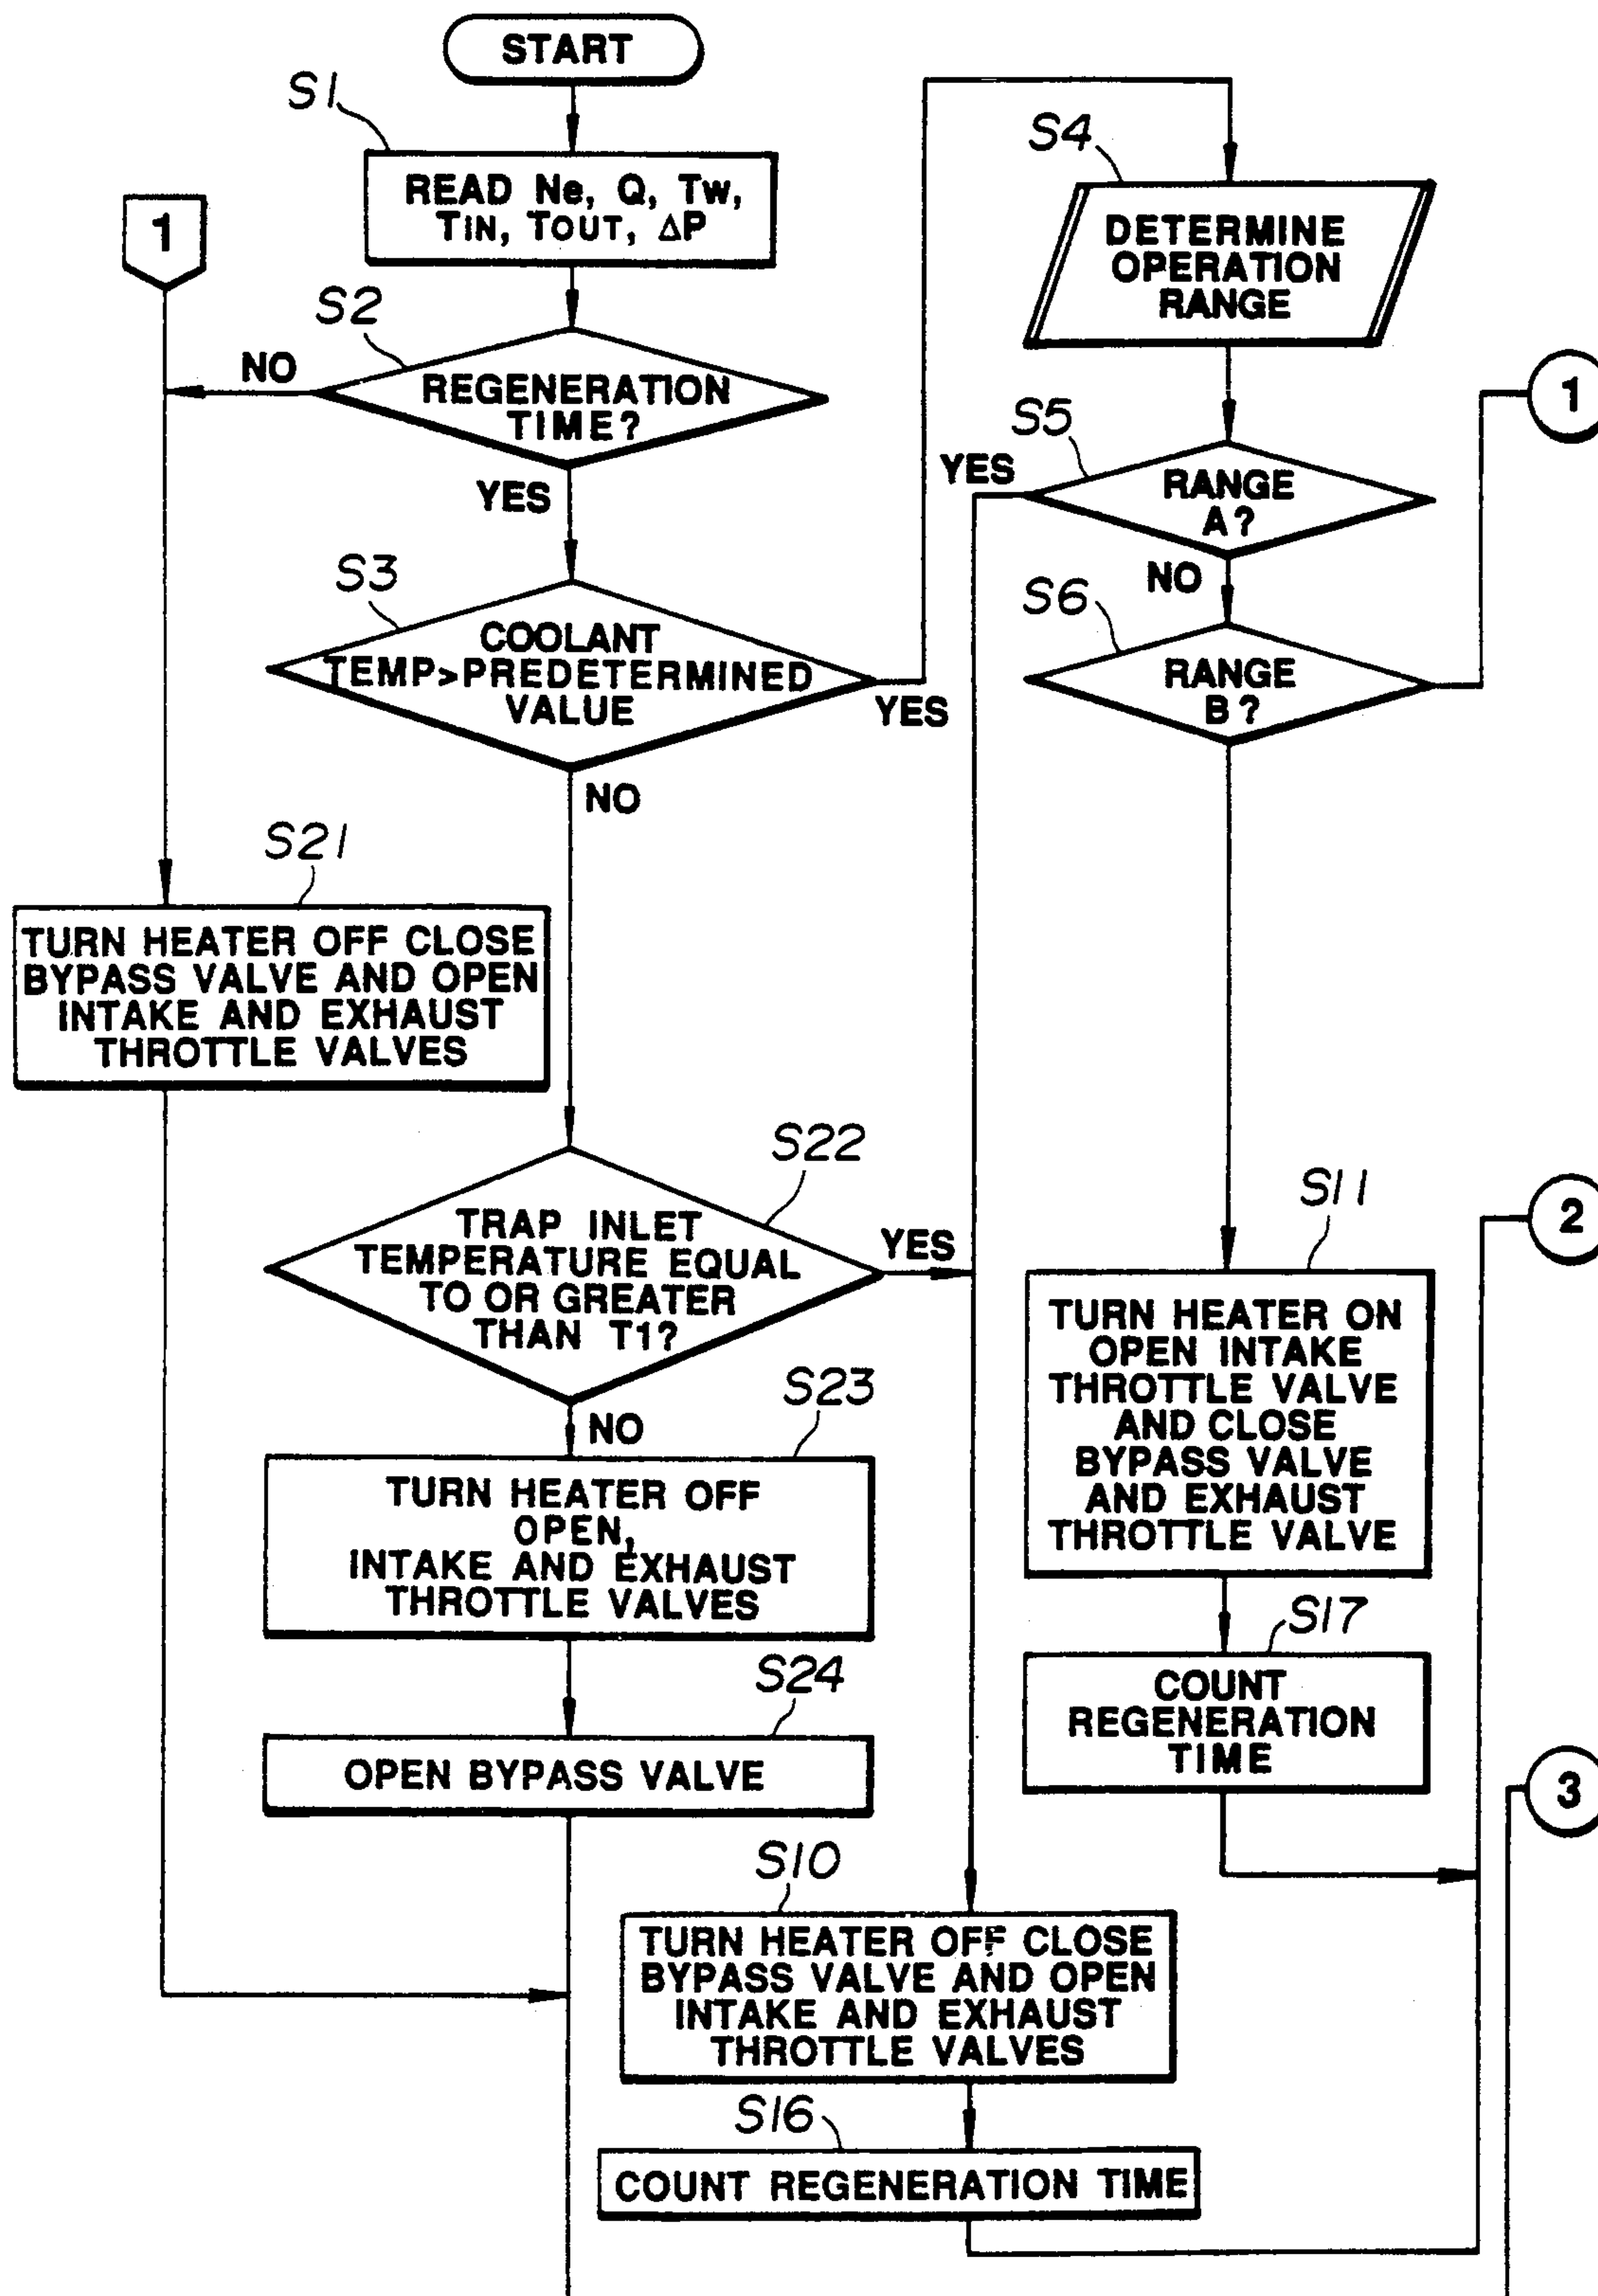 START
S1
READ Ne, Q, Tw,
TIN, TOUT, ΔP
1
S2
NO
REGENERATION
TIME?
YES
S3
COOLANT
TEMP>PREDETERMINED
VALUE
YES
NO
S21
TURN HEATER OFF CLOSE
BYPASS VALVE AND OPEN
INTAKE AND EXHAUST
THROTTLE VALVES
S22
TRAP INLET
TEMPERATURE EQUAL
TO OR GREATER
THAN T1?
YES
NO
S23
TURN HEATER OFF
OPEN,
INTAKE AND EXHAUST
THROTTLE VALVES
S24
OPEN BYPASS VALVE
S4
DETERMINE
OPERATION
RANGE
S5
YES
RANGE
A?
NO
S6
RANGE
B?
1
S11
TURN HEATER ON
OPEN INTAKE
THROTTLE VALVE
AND CLOSE
BYPASS VALVE
AND EXHAUST
THROTTLE VALVE
2
S17
COUNT
REGENERATION
TIME
3
S10
TURN HEATER OFF CLOSE
BYPASS VALVE AND OPEN
INTAKE AND EXHAUST
THROTTLE VALVES
S16
COUNT REGENERATION TIME